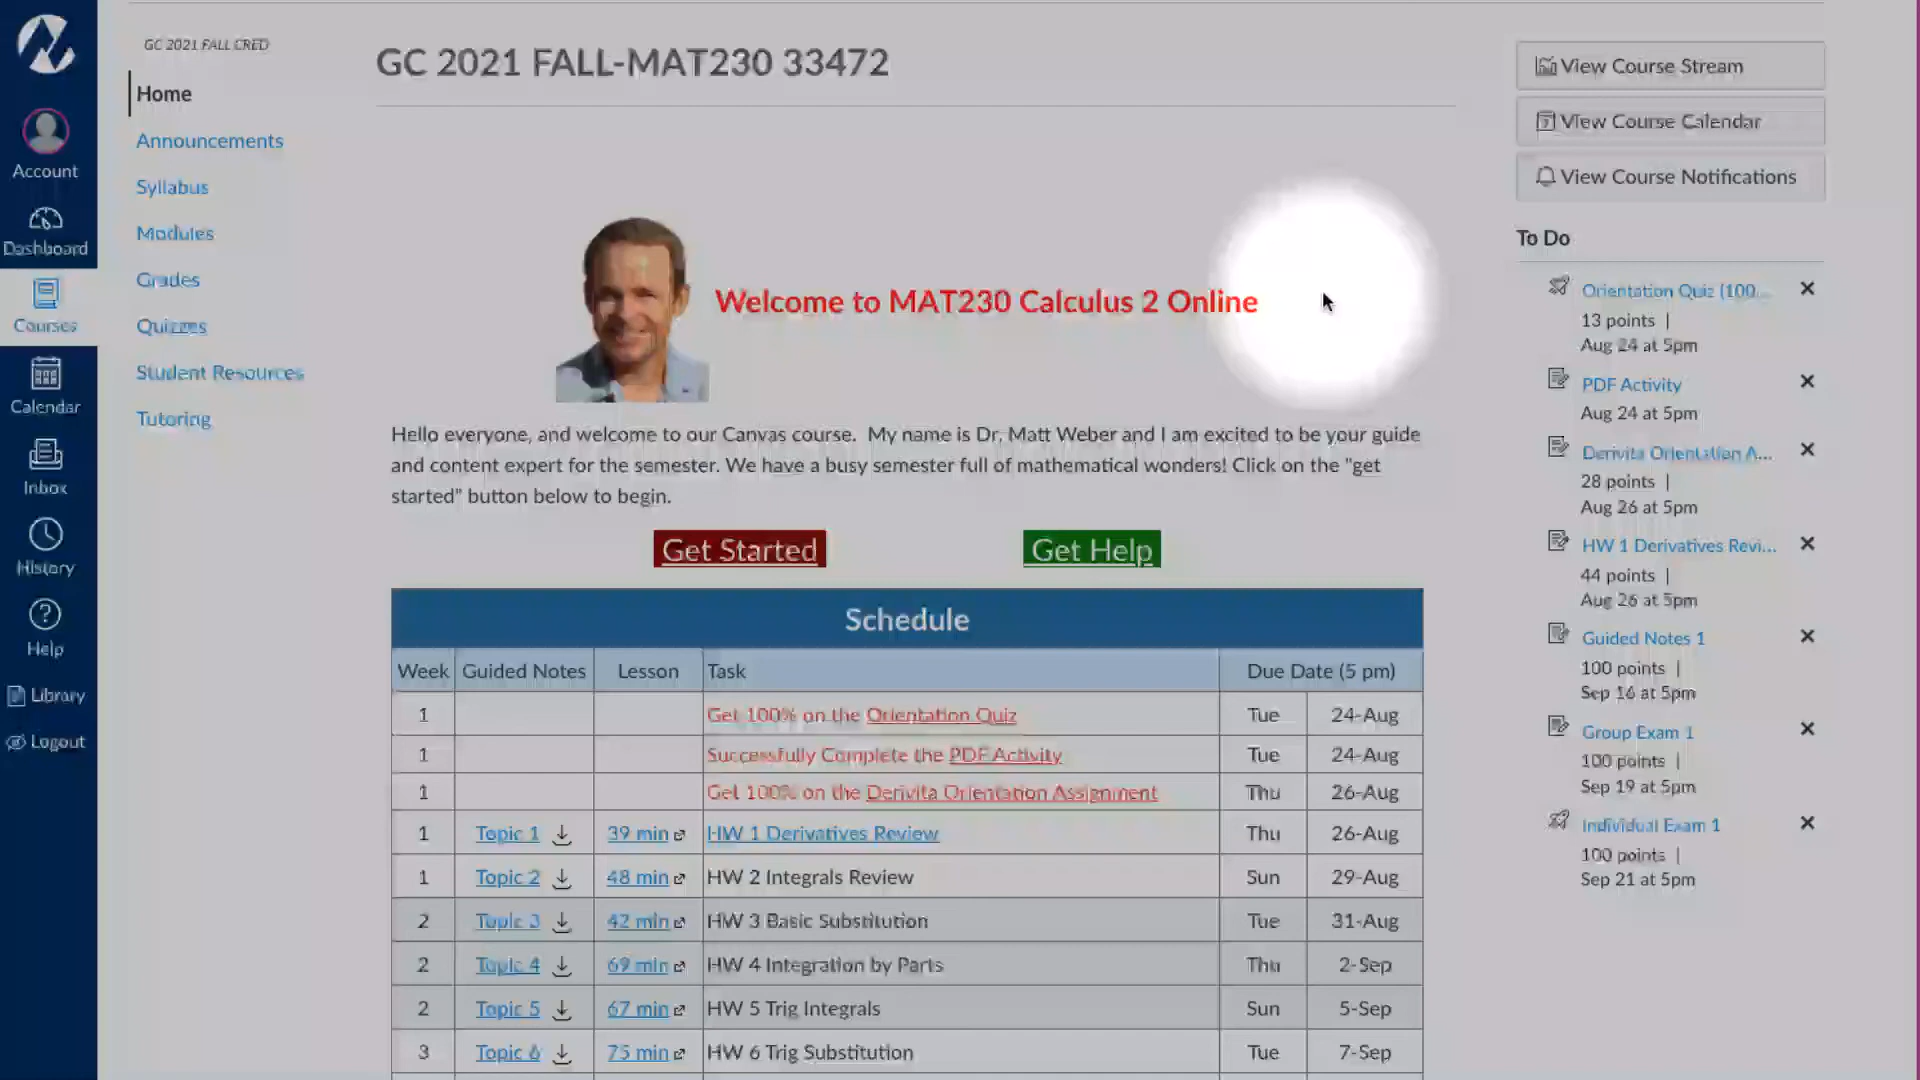 GC 2021 FALL CRED
Home
Announcements
Syllabus
Modules
Grades
Quizzes
Student Resources
Tutoring
Account
Dashboard
Courses
Calendar
Inbox
History
Help
Library
Logout
GC 2021 FALL-MAT230 33472
Welcome to MAT230 Calculus 2 Online
Hello everyone, and welcome to our Canvas course.  My name is Dr. Matt Weber and I am excited to be your guide
and content expert for the semester. We have a busy semester full of mathematical wonders! Click on the "get
started" button below to begin.
Get Started Get Help
Schedule
Week Guided Notes Lesson Task Due Date (5 pm)
1 Get 100% on the Orientation Quiz Tue 24-Aug
1 Successfully Complete the PDF Activity Tue 24-Aug
1 Get 100% on the Derivita Orientation Assignment Thu 26-Aug
1 Topic 1 39 min HW 1 Derivatives Review Thu 26-Aug
1 Topic 2 48 min HW 2 Integrals Review Sun 29-Aug
2 Topic 3 42 min HW 3 Basic Substitution Tue 31-Aug
2 Topic 4 69 min HW 4 Integration by Parts Thu 2-Sep
2 Topic 5 67 min HW 5 Trig Integrals Sun 5-Sep
3 Topic 6 75 min HW 6 Trig Substitution Tue 7-Sep
View Course Stream
View Course Calendar
View Course Notifications
To Do
Orientation Quiz (100...
13 points |
Aug 24 at 5pm
PDF Activity
Aug 24 at 5pm
Derivita Orientation A...
28 points |
Aug 26 at 5pm
HW 1 Derivatives Revi...
44 points |
Aug 26 at 5pm
Guided Notes 1
100 points |
Sep 16 at 5pm
Group Exam 1
100 points |
Sep 19 at 5pm
Individual Exam 1
100 points |
Sep 21 at 5pm